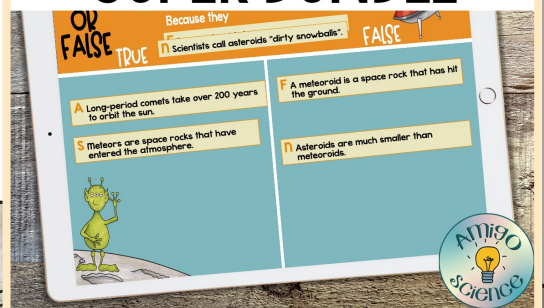 SUPER BUNDLE
OR
FALSE
Because they
TRUE
n Scientists call asteroids "dirty snowballs".
FALSE
A Long-period comets take over 200 years
to orbit the sun.
S Meteors are space rocks that have
entered the atmosphere.
F A meteoroid is a space rock that has hit
the ground.
n Asteroids are much smaller than
meteoroids.
Amigo
Science